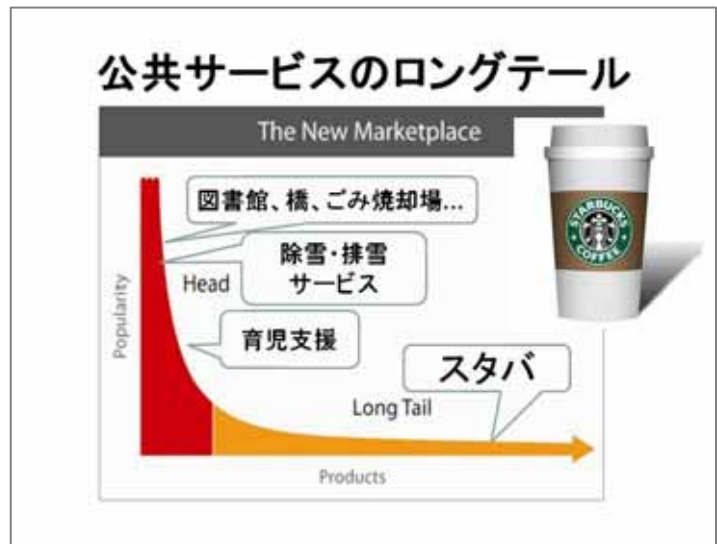 公共サービスのロングテール
The New Marketplace
図書館、橋、ごみ焼却場...
除雪・排雪
サービス
Head
Popularity
育児支援
スタバ
Long Tail
Products
STARBUCKS
COFFEE